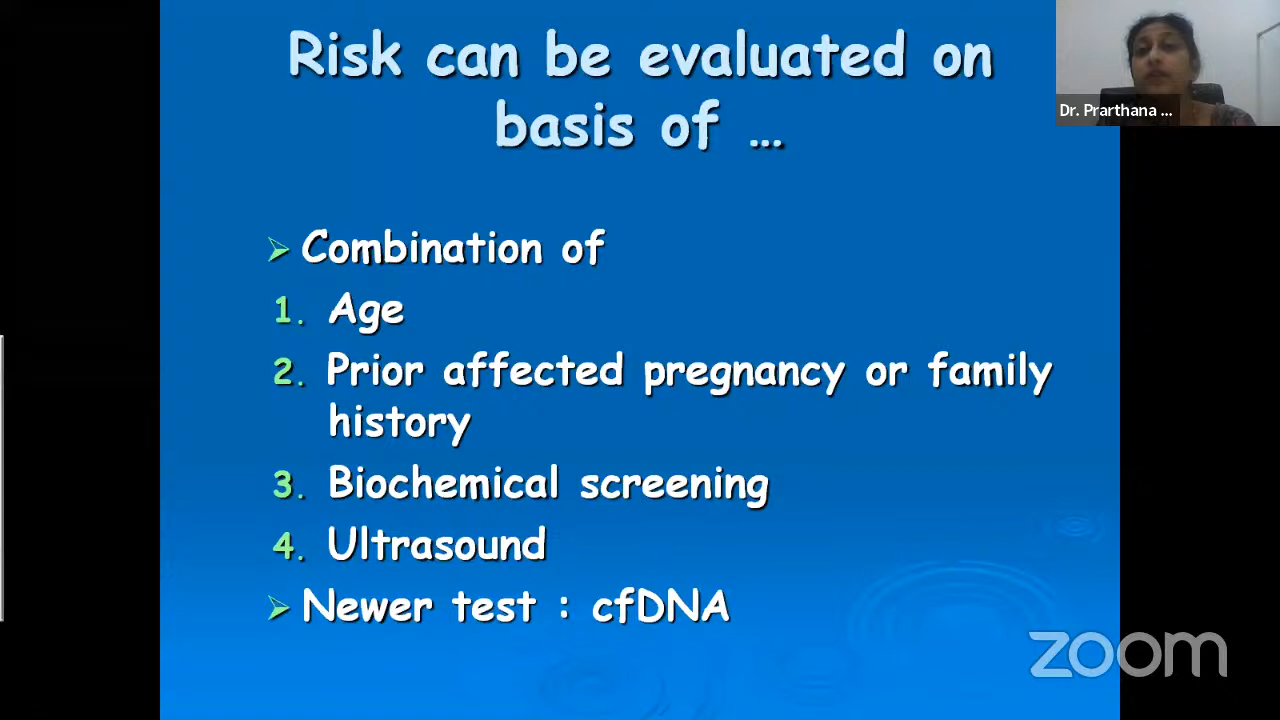 Risk can be evaluated on
basis of ...
Dr. Prarthana ...
➢ Combination of
1. Age
2. Prior affected pregnancy or family
history
3. Biochemical screening
4. Ultrasound
➢ Newer test : cfDNA
zoom